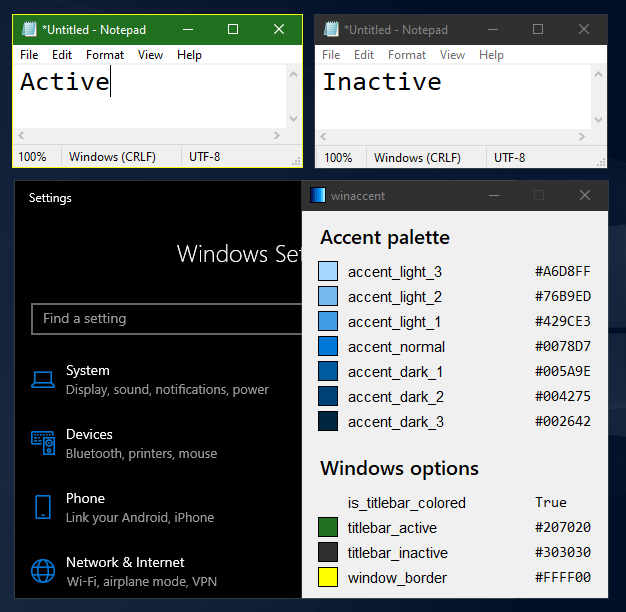 *Untitled - Notepad
File Edit Format View Help
Active
100% Windows (CRLF) UTF-8
*Untitled - Notepad
File Edit Format View Help
Inactive
100% Windows (CRLF) UTF-8
Settings
Windows Set
Find a setting
System
Display, sound, notifications, power
Devices
Bluetooth, printers, mouse
Phone
Link your Android, iPhone
Network & Internet
Wi-Fi, airplane mode, VPN
winaccent
Accent palette
accent_light_3 #A6D8FF
accent_light_2 #76B9ED
accent_light_1 #429CE3
accent_normal #0078D7
accent_dark_1 #005A9E
accent_dark_2 #004275
accent_dark_3 #002642
Windows options
is_titlebar_colored True
titlebar_active #207020
titlebar_inactive #303030
window_border #FFFF00